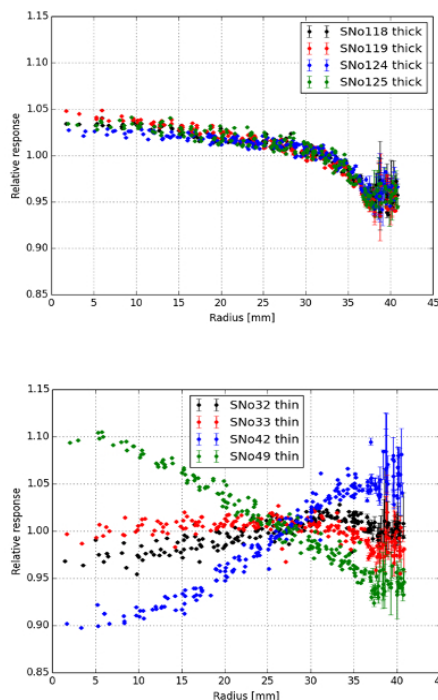 1.15
SNo118 thick
SNo119 thick
1.10
SNo124 thick
SNo125 thick
1.05
Relative response
1.00
0.95
0.90
0.85
0 5 10 15 20 25 30 35 40 45
Radius [mm]
1.15
SNo32 thin
SNo33 thin
1.10
SNo42 thin
SNo49 thin
1.05
Relative response
1.00
0.95
0.90
0.85
0 5 10 15 20 25 30 35 40 45
Radius [mm]